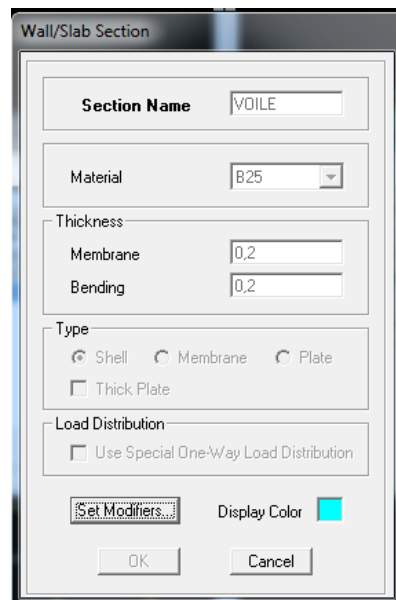 Wall/Slab Section
Section Name VOILE
Material B25
Thickness
Membrane 0,2
Bending 0,2
Type
Shell Membrane Plate
Thick Plate
Load Distribution
Use Special One-Way Load Distribution
Set Modifiers... Display Color
OK Cancel